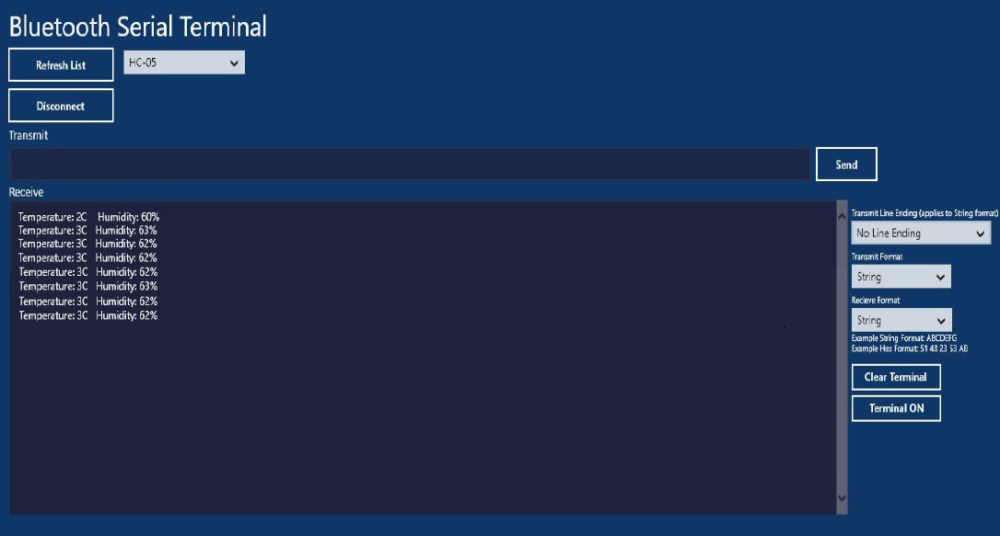 Bluetooth Serial Terminal
Refresh List
HC-05
Disconnect
Transmit
Send
Receive
Temperature: 2C Humidity: 60%
Temperature: 3C Humidity: 63%
Temperature: 3C Humidity: 62%
Temperature: 3C Humidity: 62%
Temperature: 3C Humidity: 62%
Temperature: 3C Humidity: 63%
Temperature: 3C Humidity: 62%
Temperature: 3C Humidity: 62%
Transmit Line Ending (applies to String format)
No Line Ending
Transmit Format
String
Recieve Format
String
Example String Format: ABCDEFG
Example Hex Format: 51 48 23 53 AB
Clear Terminal
Terminal ON